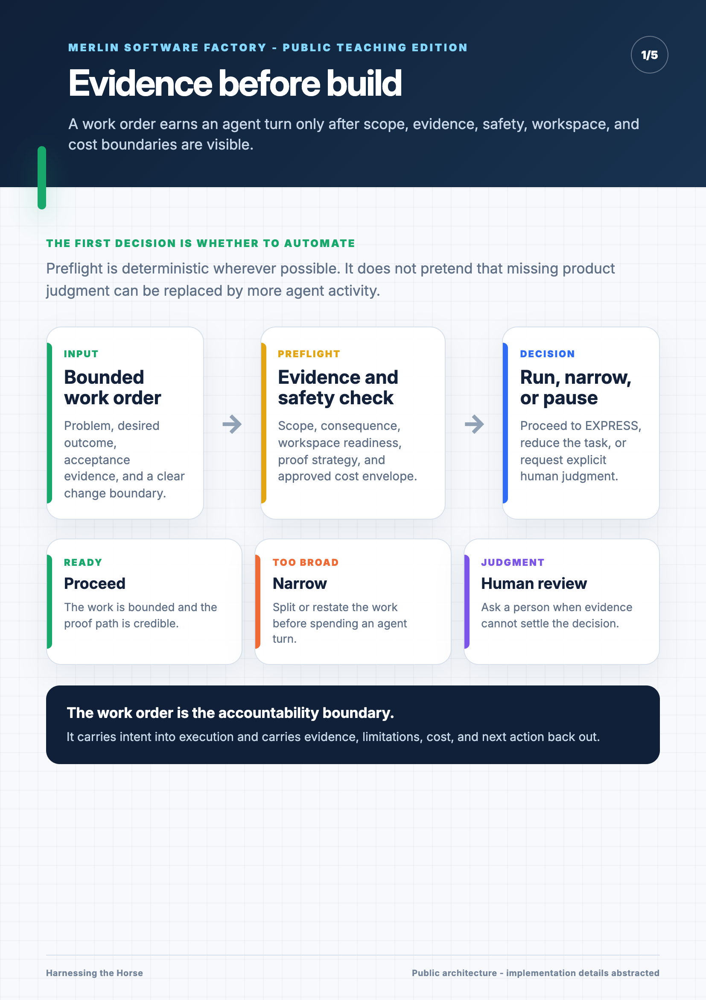 MERLIN SOFTWARE FACTORY - PUBLIC TEACHING EDITION
1/5
Evidence before build
A work order earns an agent turn only after scope, evidence, safety, workspace, and
cost boundaries are visible.
THE FIRST DECISION IS WHETHER TO AUTOMATE
Preflight is deterministic wherever possible. It does not pretend that missing product
judgment can be replaced by more agent activity.
INPUT
Bounded
work order
Problem, desired
outcome,
acceptance
evidence, and a clear
change boundary.
PREFLIGHT
Evidence and
safety check
Scope, consequence,
workspace readiness,
proof strategy, and
approved cost envelope.
DECISION
Run, narrow,
or pause
Proceed to EXPRESS,
reduce the task, or
request explicit
human judgment.
READY
Proceed
The work is bounded and the
proof path is credible.
TOO BROAD
Narrow
Split or restate the work
before spending an agent
turn.
JUDGMENT
Human review
Ask a person when evidence
cannot settle the decision.
The work order is the accountability boundary.
It carries intent into execution and carries evidence, limitations, cost, and next action back out.
Harnessing the Horse
Public architecture - implementation details abstracted